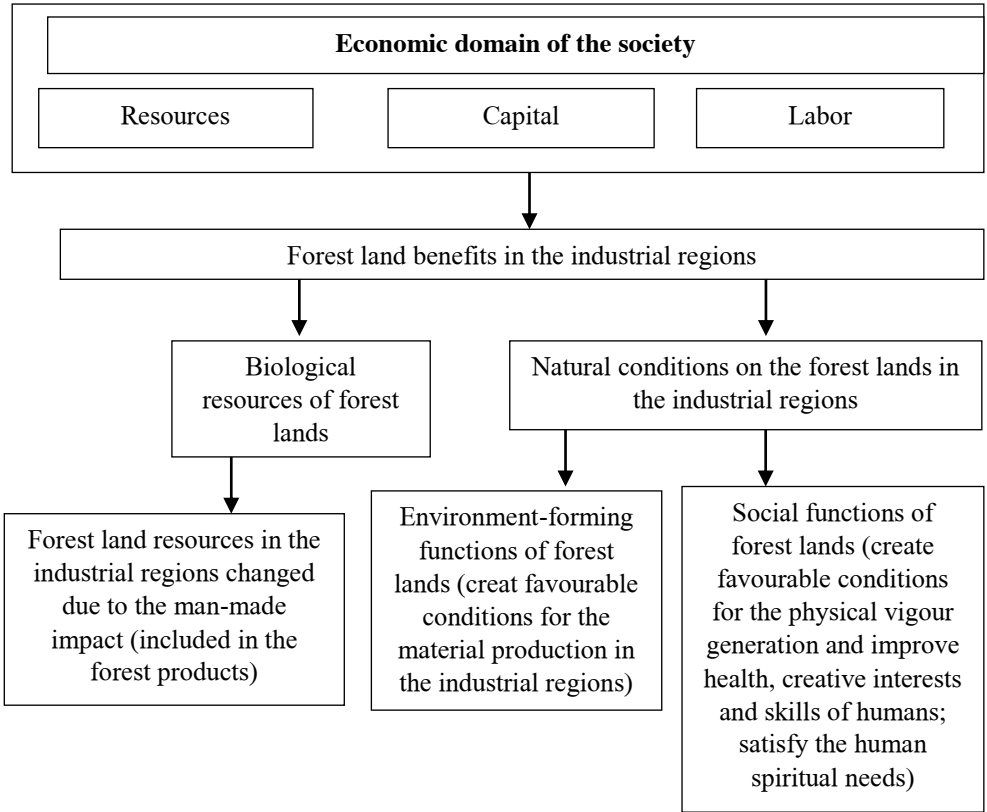 Economic domain of the society
Resources
Capital
Labor
Forest land benefits in the industrial regions
Biological
resources of forest
lands
Natural conditions on the forest lands in
the industrial regions
Forest land resources in the
industrial regions changed
due to the man-made
impact (included in the
forest products)
Environment-forming
functions of forest
lands (creat favourable
conditions for the
material production in
the industrial regions)
Social functions of
forest lands (create
favourable conditions
for the physical vigour
generation and improve
health, creative interests
and skills of humans;
satisfy the human
spiritual needs)